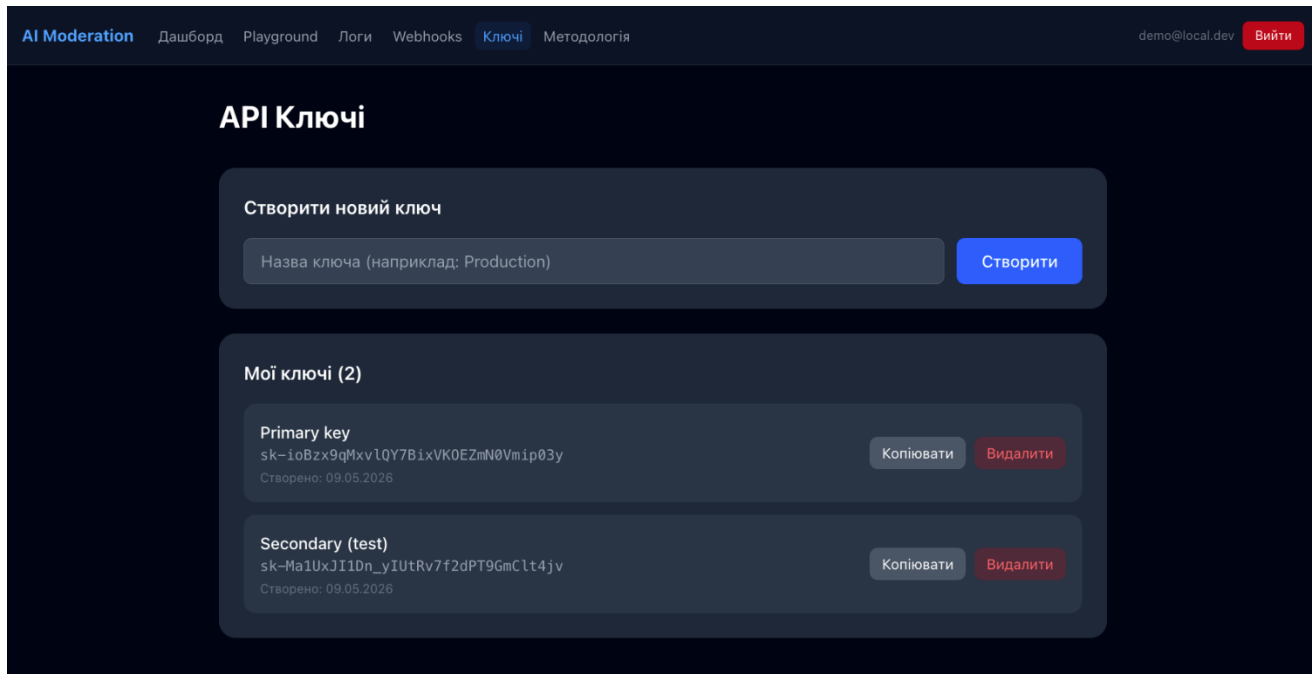 AI Moderation Дашборд Playground Логи Webhooks Ключі Методологія demo@local.dev Вийти
API Ключі
Створити новий ключ
Назва ключа (наприклад: Production) Створити
Мої ключі (2)
Primary key
sk-ioBzx9qMxvlQY7BixVKOEZmN0Vmip03y
Створено: 09.05.2026
Копіювати Видалити
Secondary (test)
sk-Ma1UxJI1Dn_yIUtRv7f2dPT9GmClt4jv
Створено: 09.05.2026
Копіювати Видалити